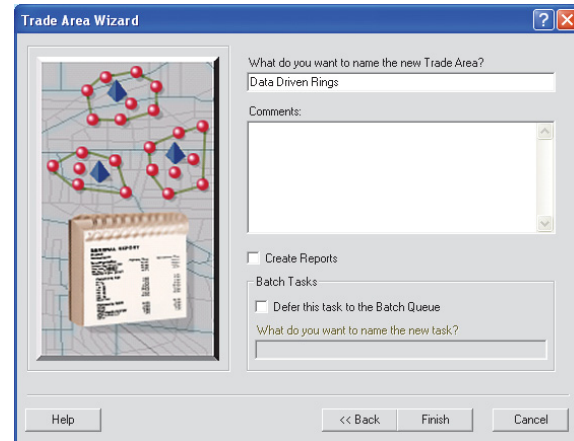 Trade Area Wizard
What do you want to name the new Trade Area?
Data Driven Rings
Comments:
Create Reports
Batch Tasks
Defer this task to the Batch Queue
What do you want to name the new task?
Help
<< Back
Finish
Cancel